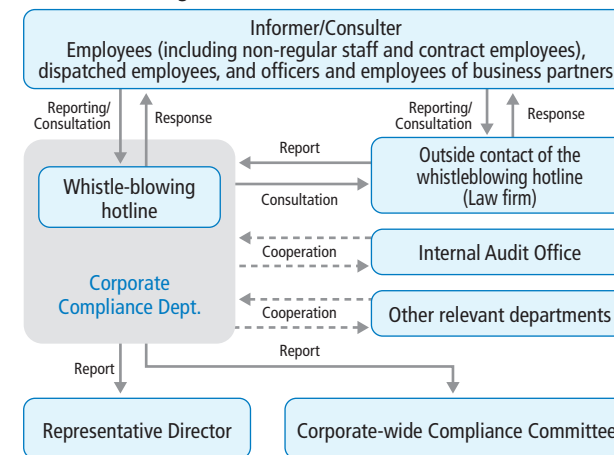 Informer/Consulter
Employees (including non-regular staff and contract employees),
dispatched employees, and officers and employees of business partners
Reporting/
Consultation
Response
Reporting/
Consultation
Response
Whistle-blowing
hotline
Report
Consultation
Outside contact of the
whistleblowing hotline
(Law firm)
Cooperation
Internal Audit Office
Corporate
Compliance Dept.
Cooperation
Other relevant departments
Report
Report
Representative Director
Corporate-wide Compliance Committee